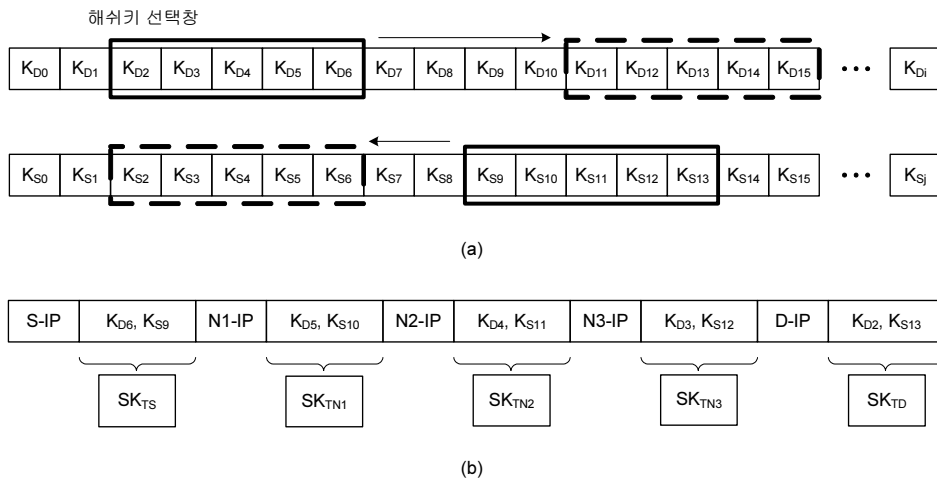 해쉬키 선택창
KD0 KD1 KD2 KD3 KD4 KD5 KD6 KD7 KD8 KD9 KD10 KD11 KD12 KD13 KD14 KD15 ••• KDi
KS0 KS1 KS2 KS3 KS4 KS5 KS6 KS7 KS8 KS9 KS10 KS11 KS12 KS13 KS14 KS15 ••• KSj
(a)
S-IP KD6, KS9 N1-IP KD5, KS10 N2-IP KD4, KS11 N3-IP KD3, KS12 D-IP KD2, KS13
SKTS SKTN1 SKTN2 SKTN3 SKTD
(b)